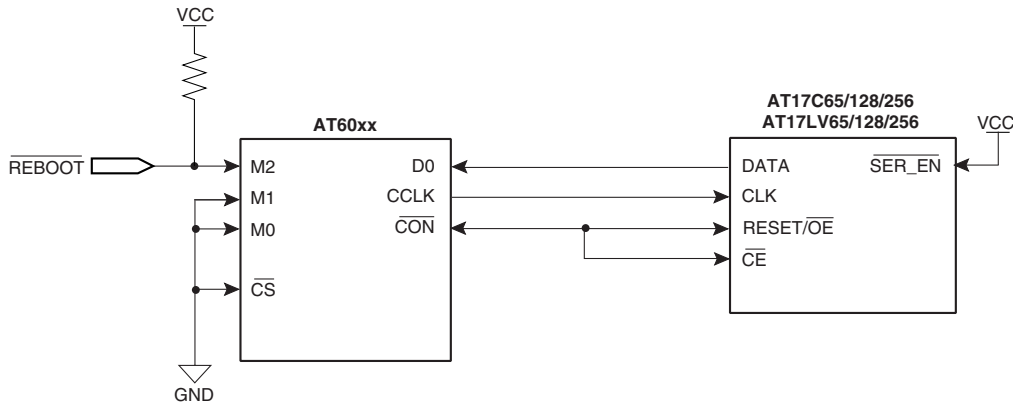 VCC
AT17C65/128/256
AT17LV65/128/256
AT60xx
VCC
REBOOT
M2
D0
DATA
SER_EN
M1
CCLK
CLK
M0
CON
RESET/OE
CE
CS
GND